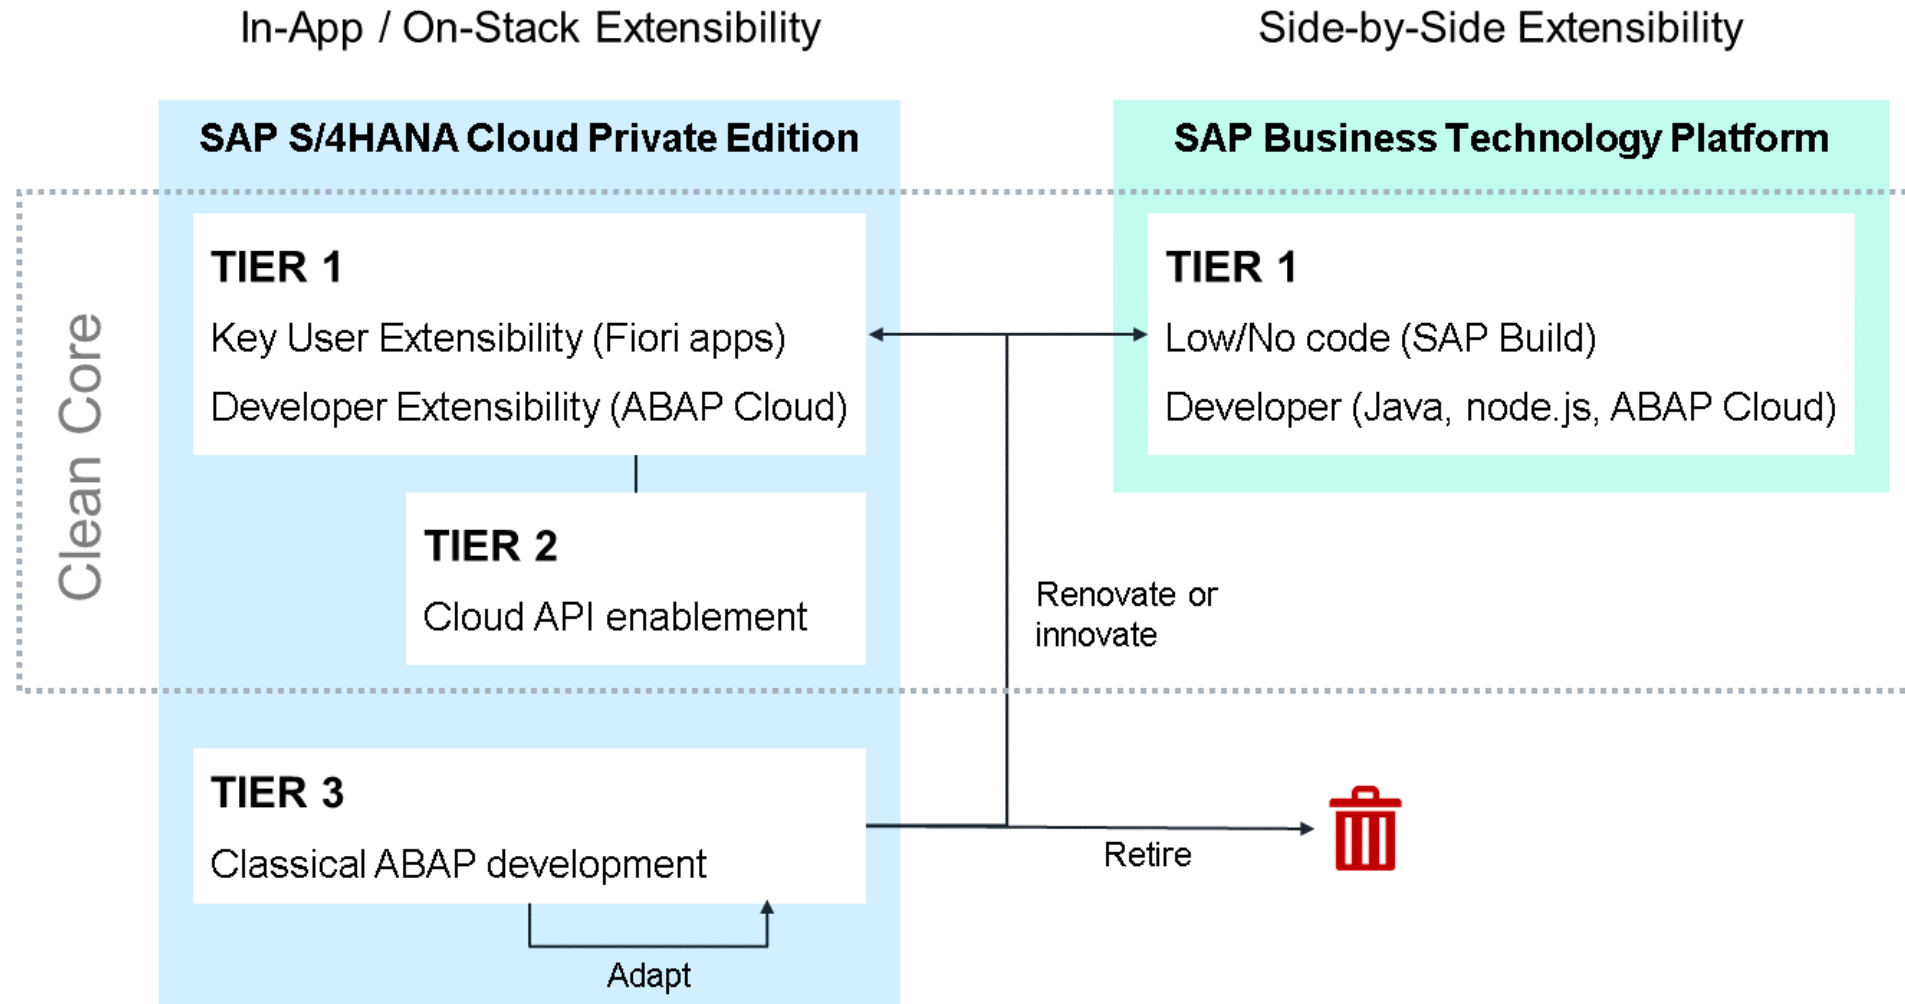 In-App / On-Stack Extensibility
Side-by-Side Extensibility
SAP S/4HANA Cloud Private Edition
SAP Business Technology Platform
Clean Core
TIER 1
Key User Extensibility (Fiori apps)
Developer Extensibility (ABAP Cloud)
TIER 1
Low/No code (SAP Build)
Developer (Java, node.js, ABAP Cloud)
TIER 2
Cloud API enablement
Renovate or
innovate
TIER 3
Classical ABAP development
Retire
Adapt